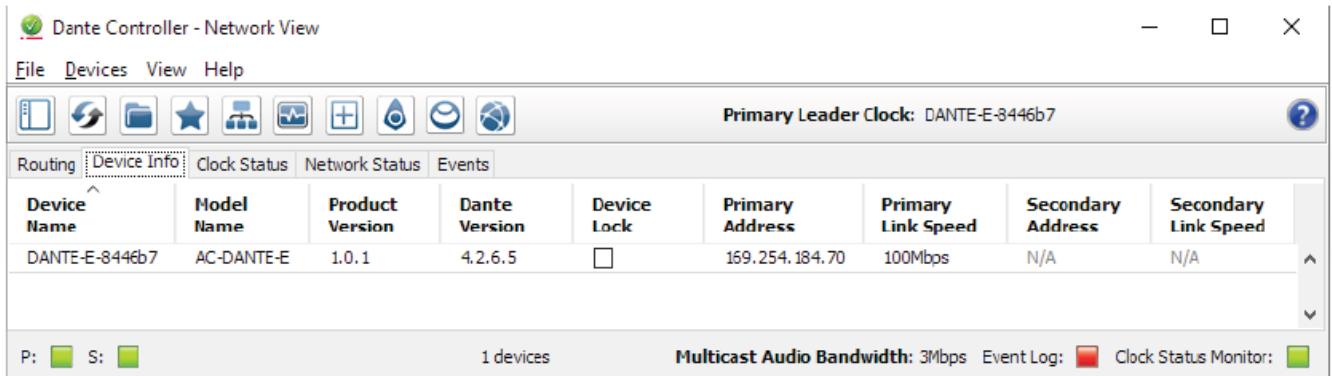 Dante Controller - Network View
File Devices View Help
Primary Leader Clock: DANTE-E-8446b7
Routing Device Info Clock Status Network Status Events
Device Name Model Name Product Version Dante Version Device Lock Primary Address Primary Link Speed Secondary Address Secondary Link Speed
DANTE-E-8446b7 AC-DANTE-E 1.0.1 4.2.6.5 169.254.184.70 100Mbps N/A N/A
P: S: 1 devices Multicast Audio Bandwidth: 3Mbps Event Log: Clock Status Monitor: